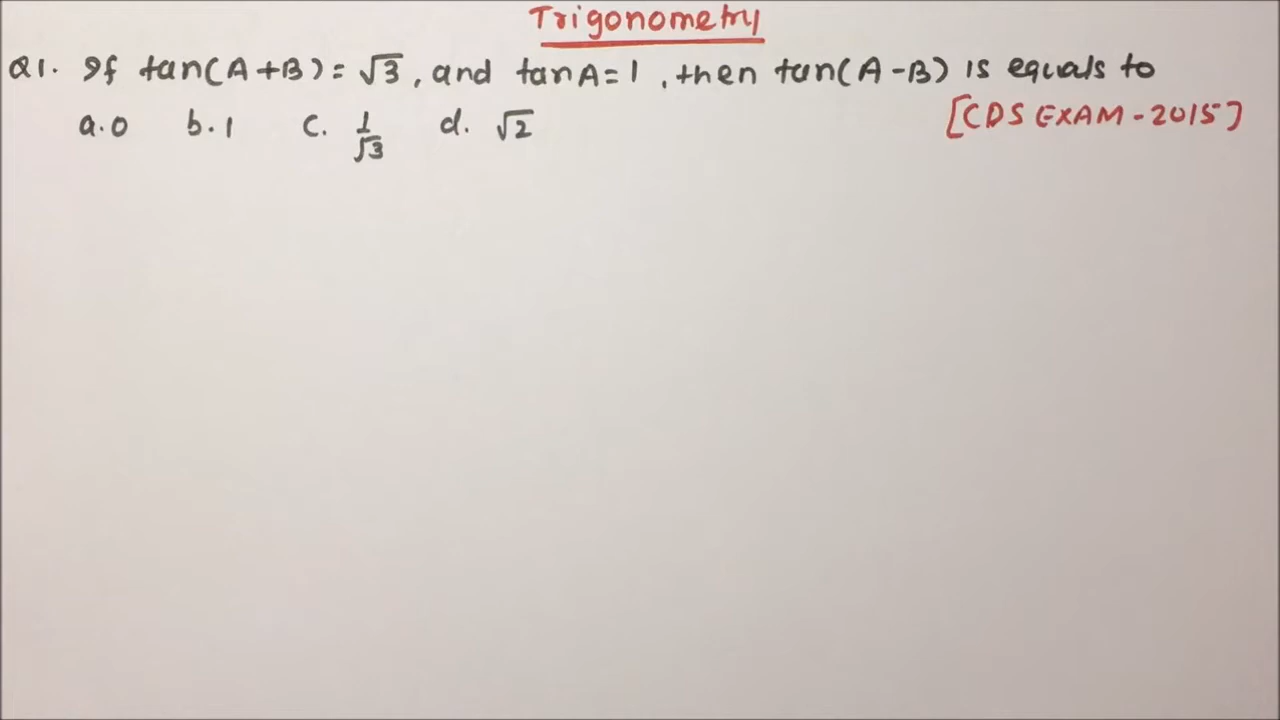 Trigonometry
Q1. If tan(A+B)= √3, and tan A=1, then tan(A-B) is equals to
a. 0 b. 1 c. 1/√3 d. √2 [CDS EXAM-2015]